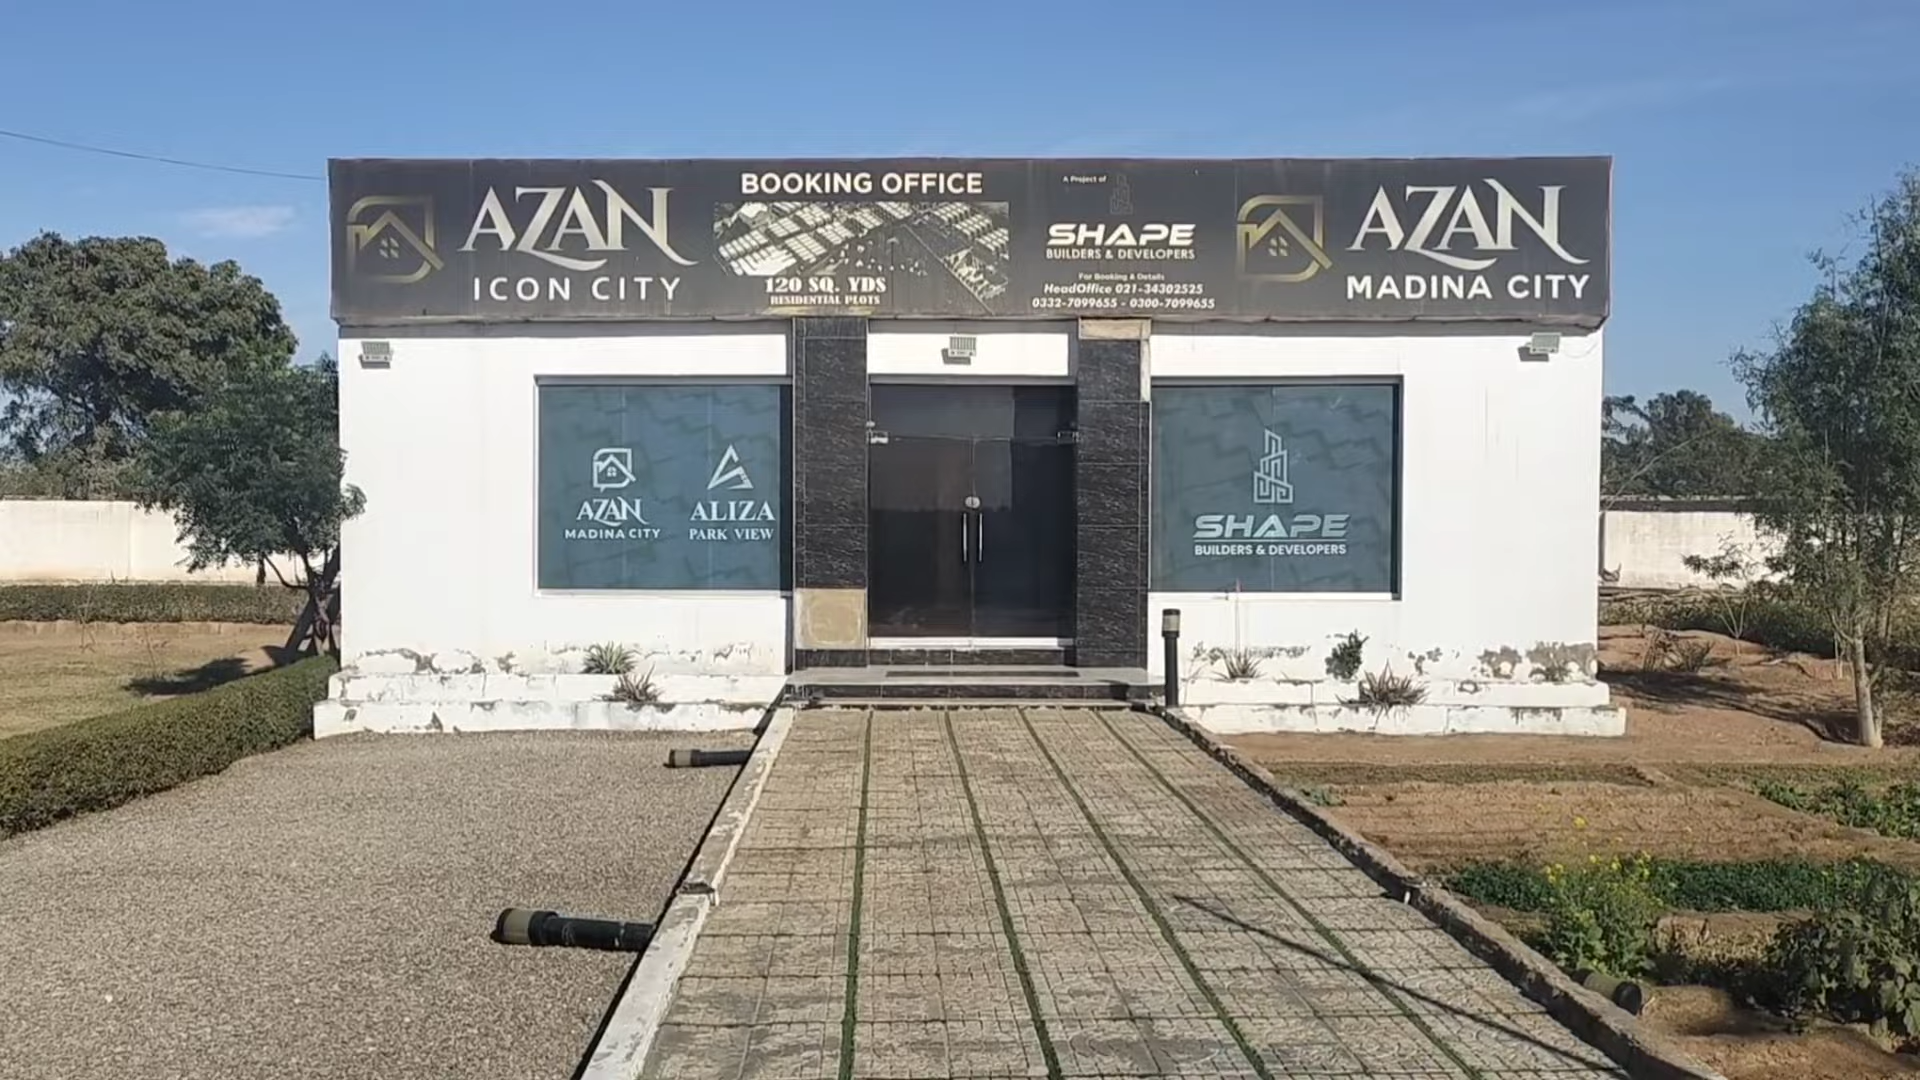 AZAN
ICON CITY
BOOKING OFFICE
120 SQ. YDS
RESIDENTIAL PLOTS
A Project of
SHAPE
BUILDERS & DEVELOPERS
For Booking & Details
HeadOffice 021-34302525
0332-7099655 - 0300-7099655
AZAN
MADINA CITY
AZAN
MADINA CITY
ALIZA
PARK VIEW
SHAPE
BUILDERS & DEVELOPERS